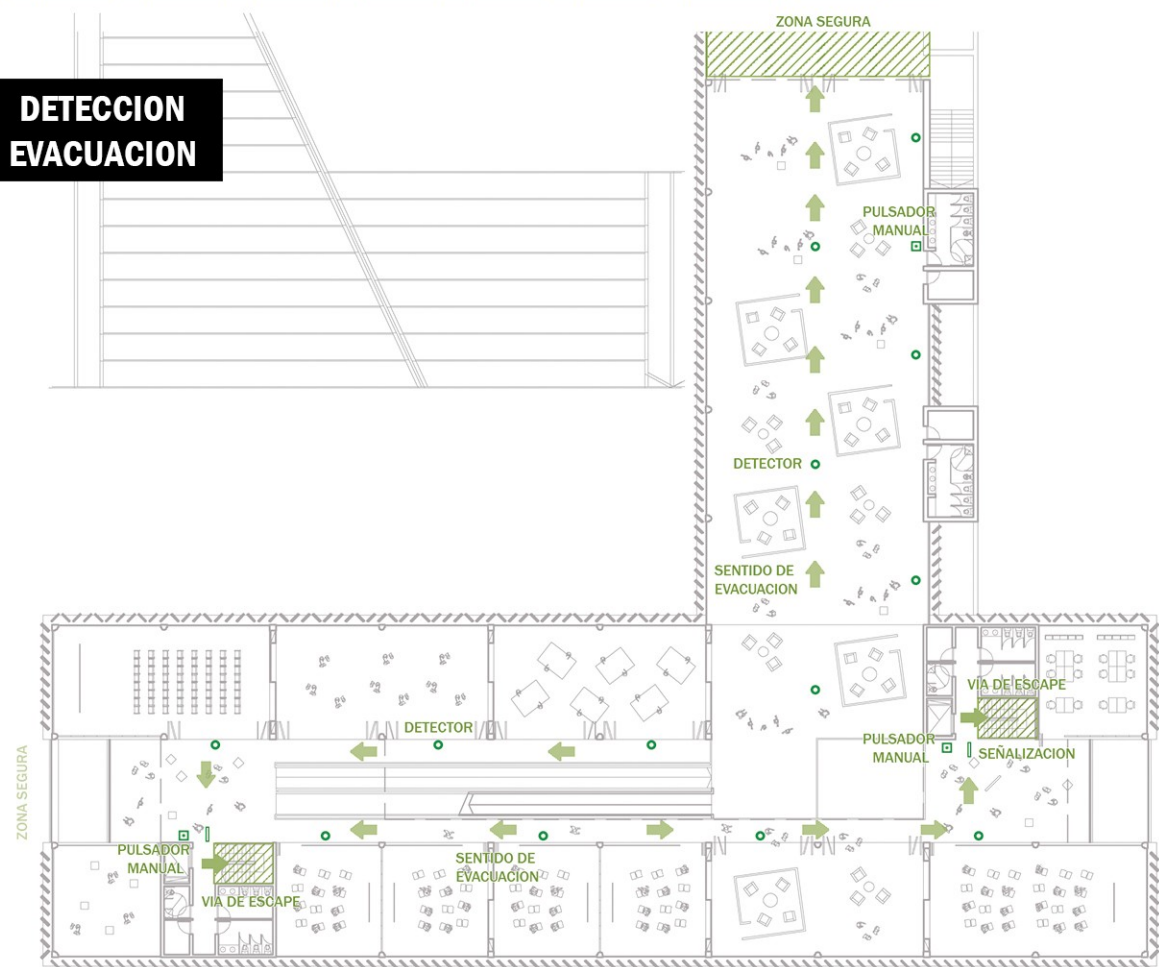 ZONA SEGURA
DETECCION
EVACUACION
PULSADOR
MANUAL
DETECTOR
SENTIDO DE
EVACUACION
VIA DE ESCAPE
DETECTOR
PULSADOR
MANUAL
SEÑALIZACION
ZONA SEGURA
PULSADOR
MANUAL
SENTIDO DE
EVACUACION
VIA DE ESCAPE